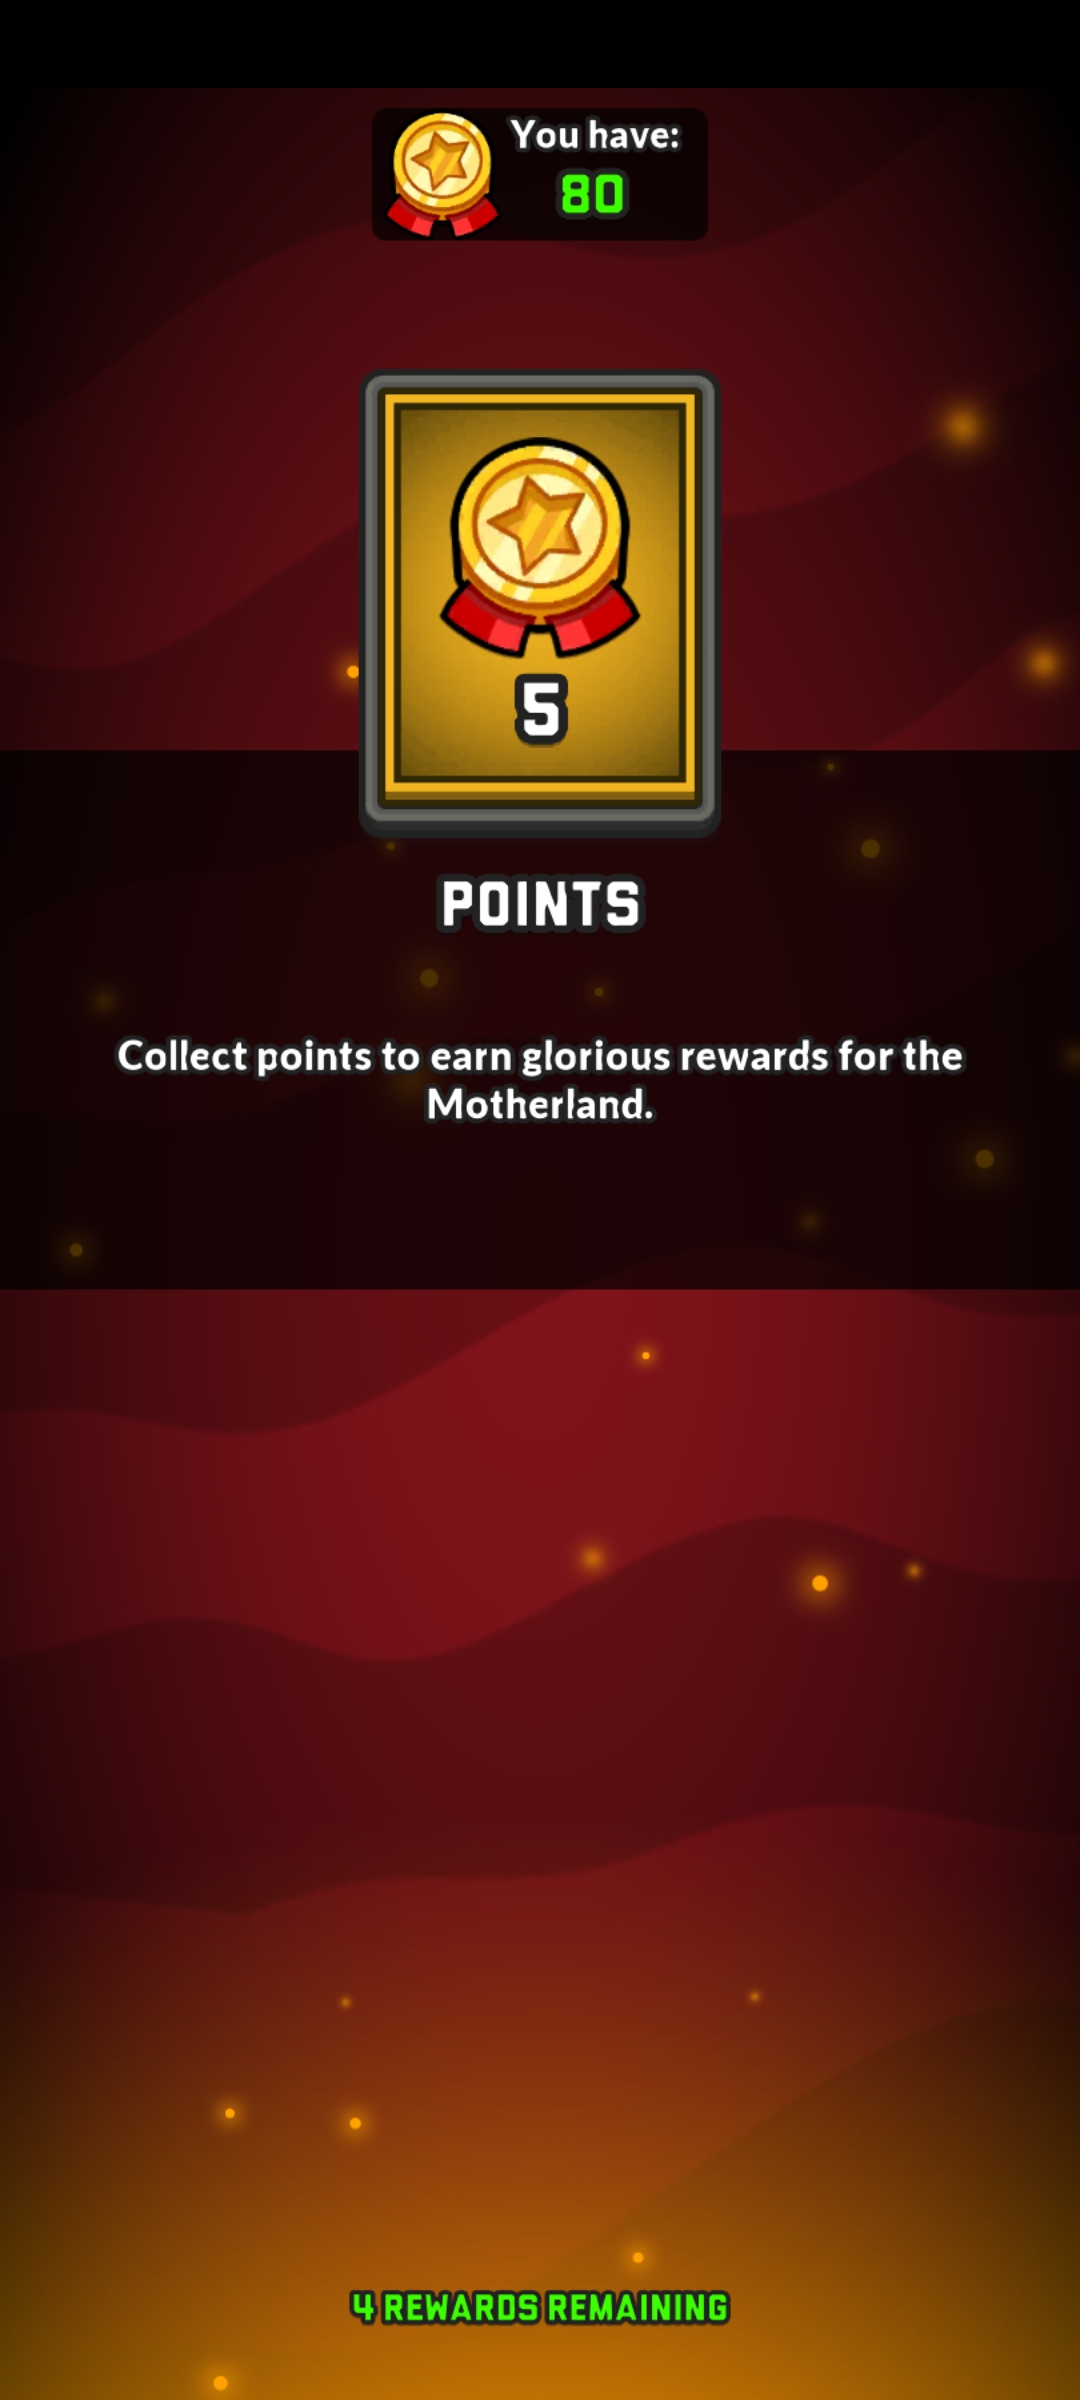 You have:
80
5
POINTS
Collect points to earn glorious rewards for the
Motherland.
4 REWARDS REMAINING